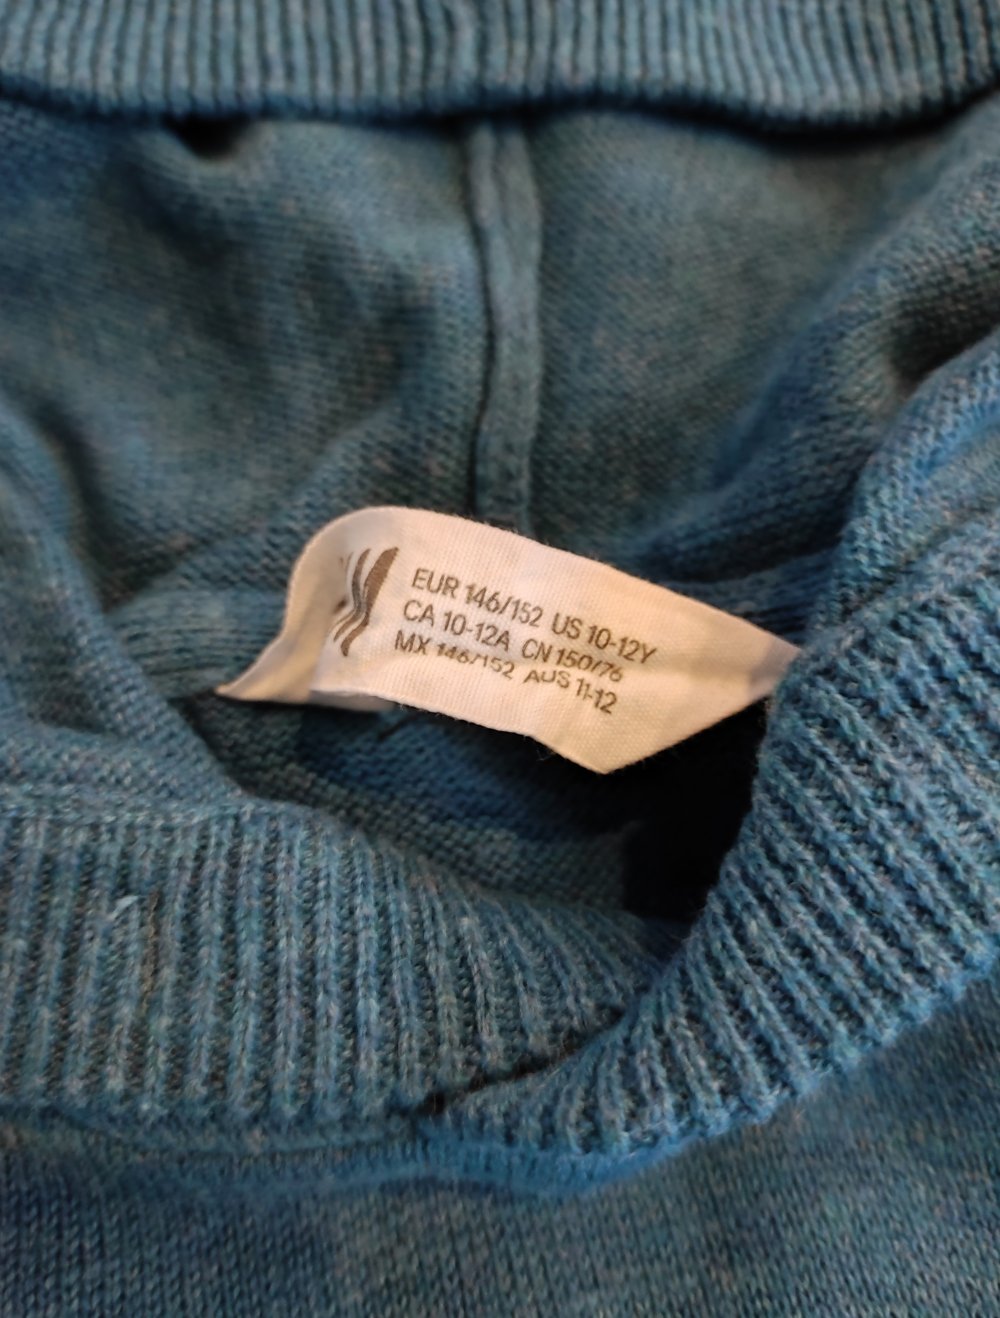 EUR 146/152 US 10-12Y
CA 10-12A CN 150/76
MX 146/152 AUS 11-12